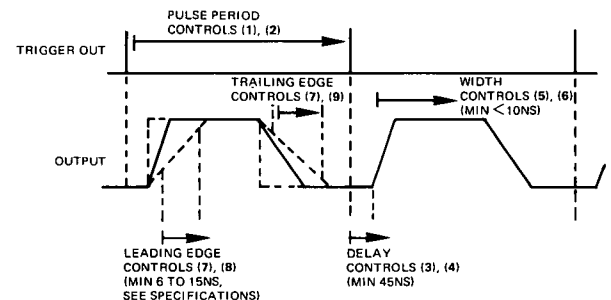 PULSE PERIOD
CONTROLS (1), (2)
TRIGGER OUT
TRAILING EDGE
CONTROLS (7), (9)
WIDTH
CONTROLS (5), (6)
(MIN <10NS)
OUTPUT
LEADING EDGE
CONTROLS (7), (8)
(MIN 6 TO 15NS,
SEE SPECIFICATIONS)
DELAY
CONTROLS (3), (4)
(MIN 45NS)